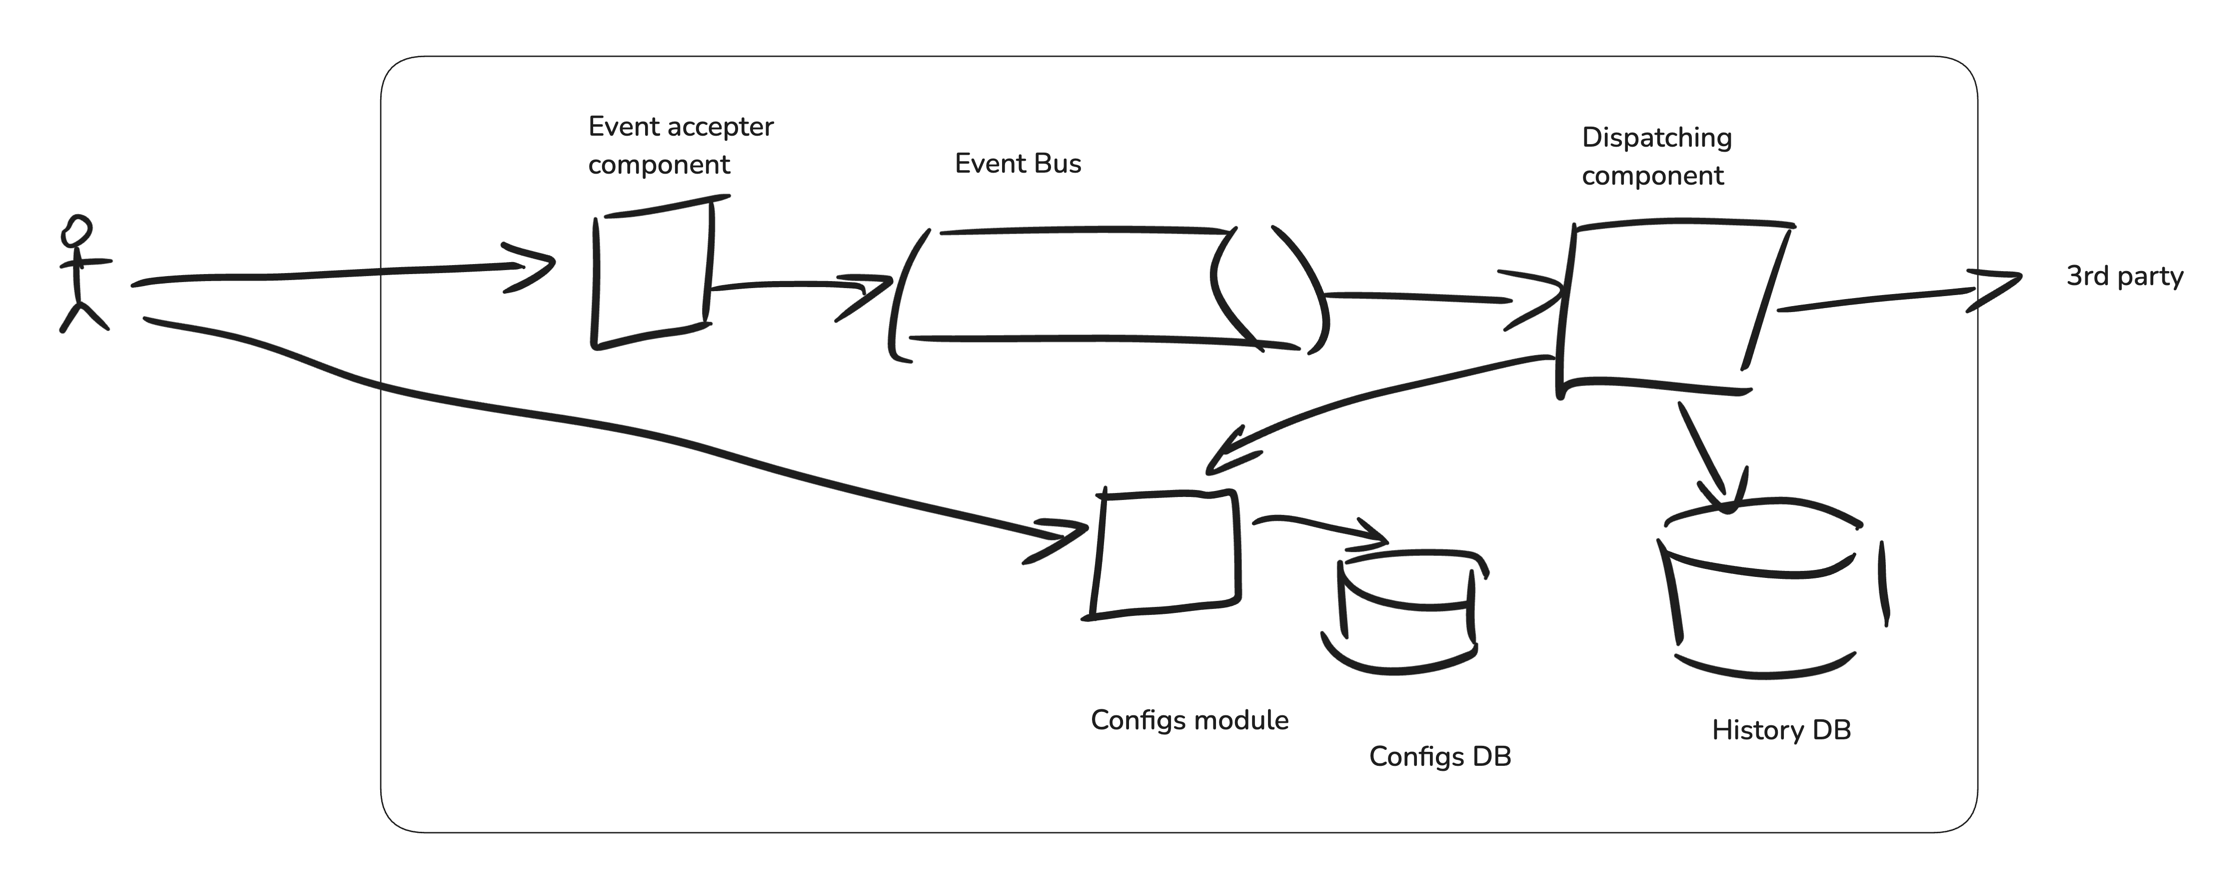 Event accepter
component
Event Bus
Dispatching
component
3rd party
Configs module
Configs DB
History DB